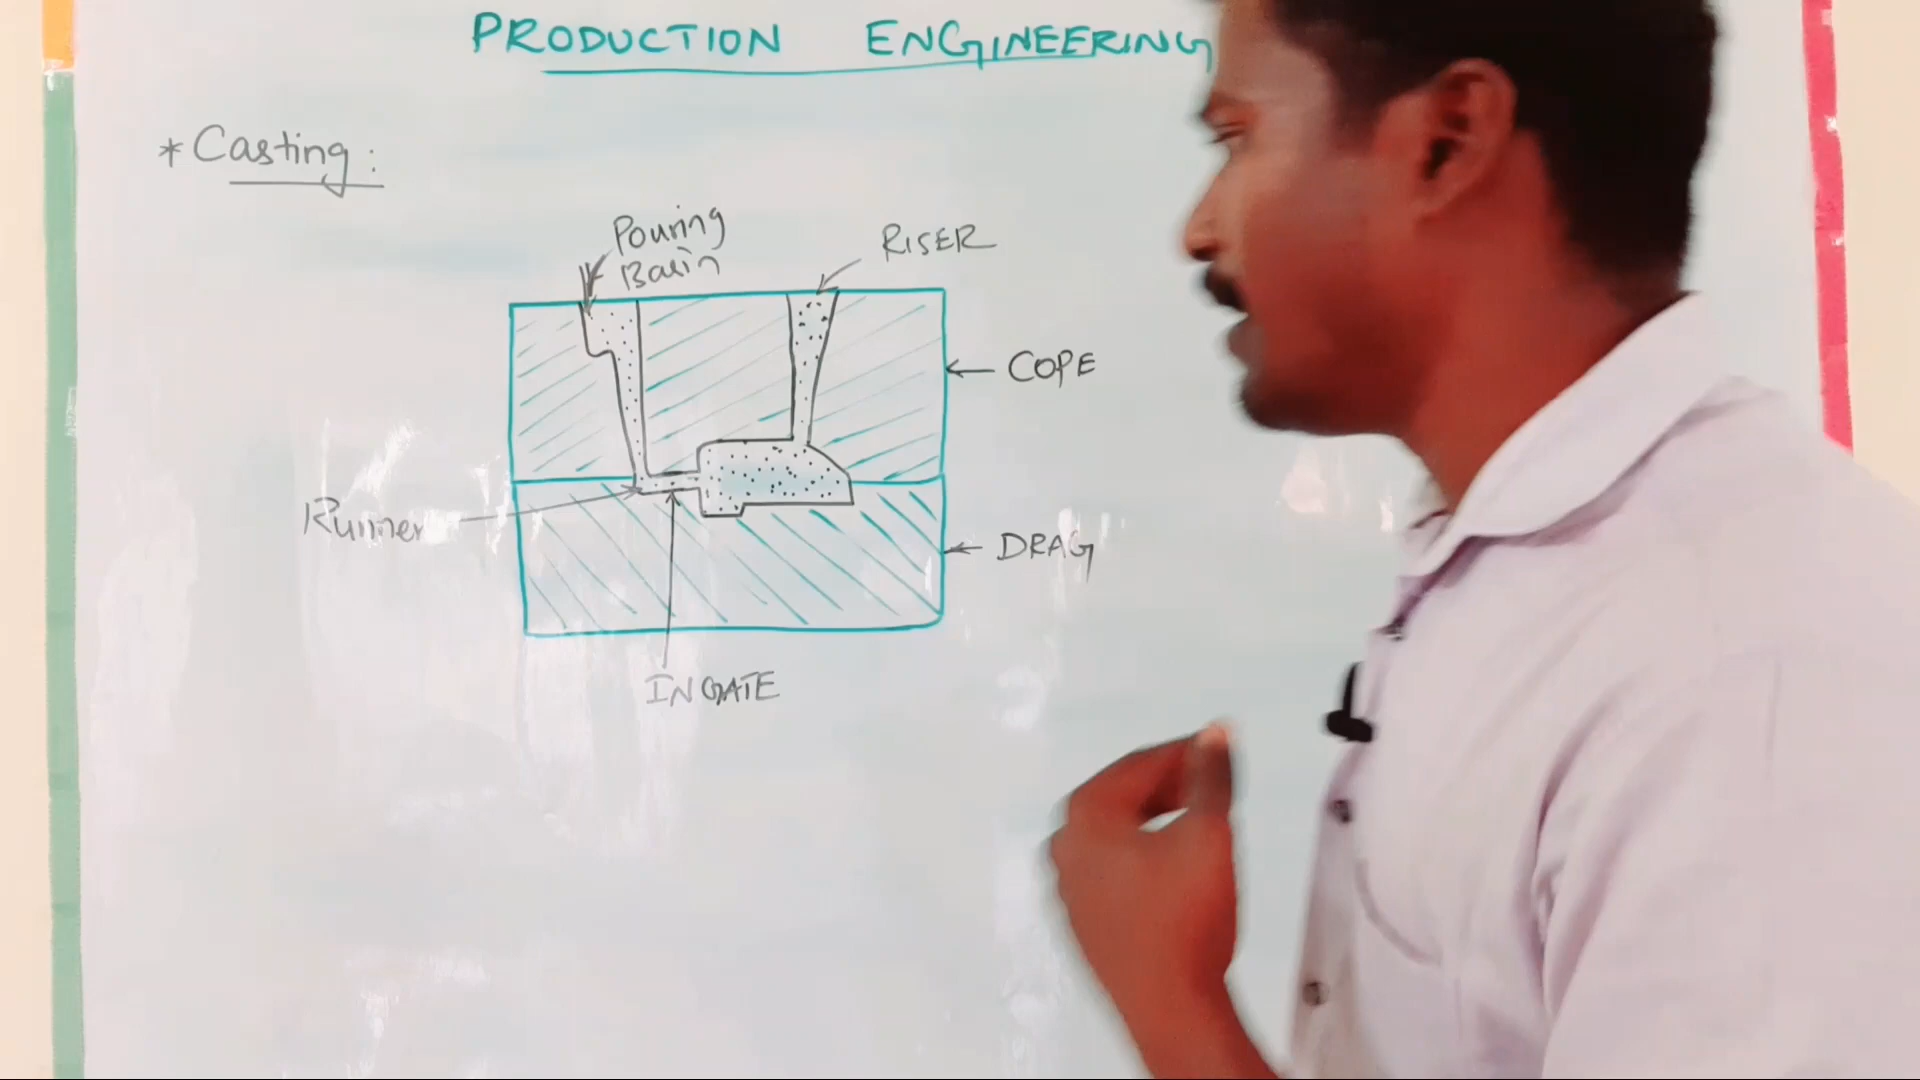 PRODUCTION ENGINEERING
* Casting :
Pouring
Basin
RISER
COPE
Runner
DRAG
INGATE